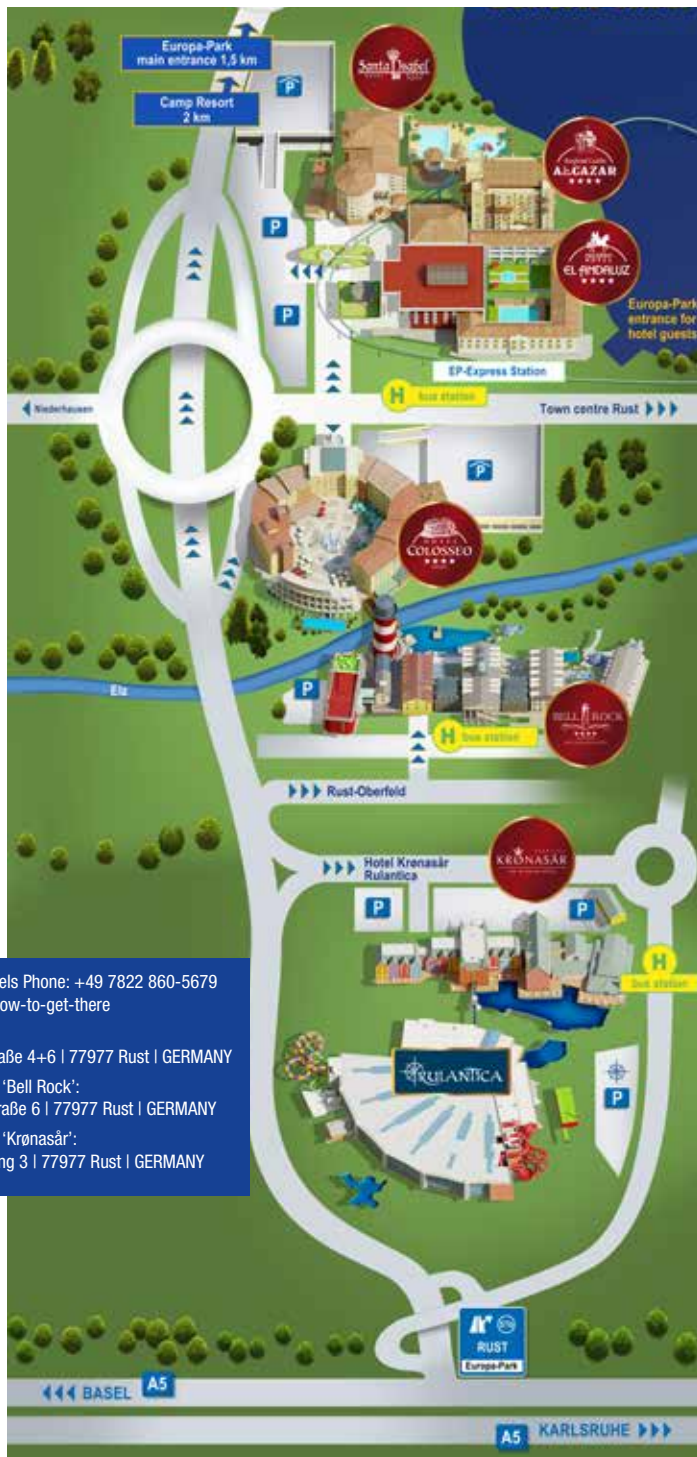 Europa-Park
main entrance 1,5 km
Camp Resort
2 km
Santa Isabel
P
ALCAZAR
EL ANDALUZ
P
P
Europa-Park
entrance for
hotel guests
EP-Express Station
H bus station
Niederhausen
Town centre Rust
P
HOTEL
COLOSSEO
Elz
P
BELL ROCK
H bus station
Rust-Oberfeld
KRØNASÅR
Hotel Krønasår
Rulantica
P
P
H
bus station
els Phone: +49 7822 860-5679
ow-to-get-there
aße 4+6 | 77977 Rust | GERMANY
‘Bell Rock’:
raße 6 | 77977 Rust | GERMANY
‘Krønasår’:
ng 3 | 77977 Rust | GERMANY
RULANTICA
P
RUST
Europa-Park
BASEL A5
A5 KARLSRUHE